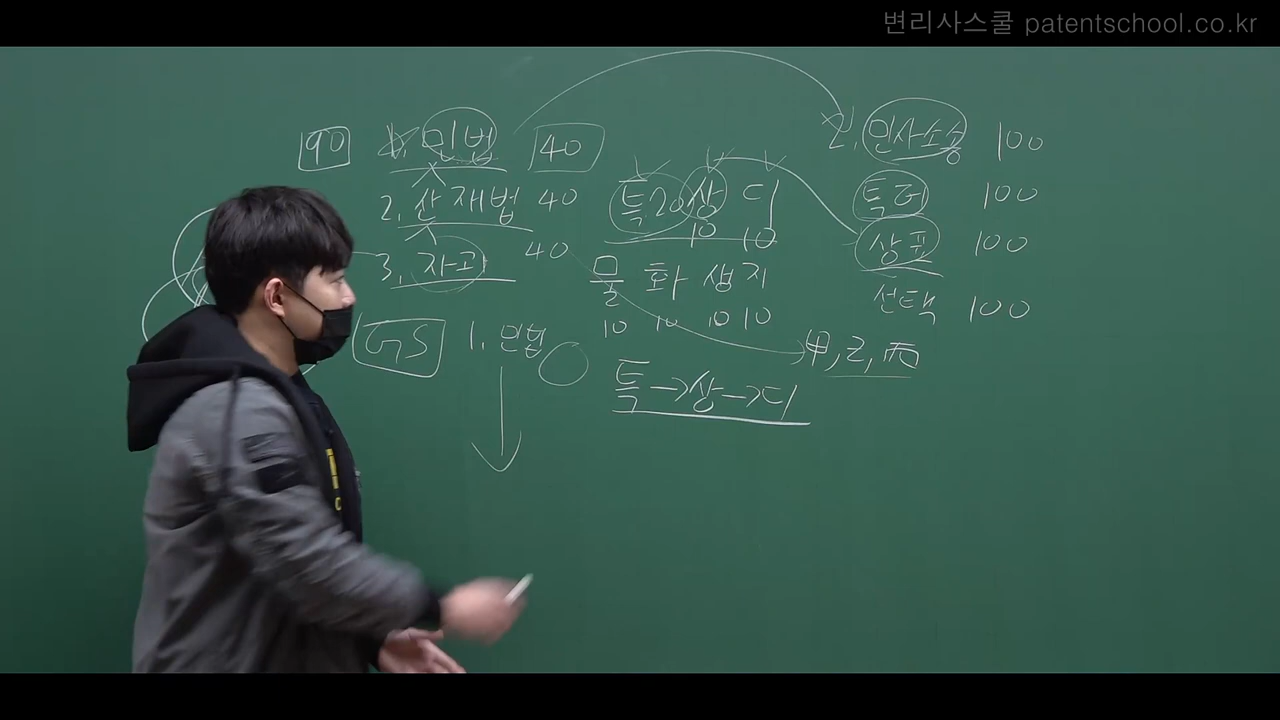 변리사스쿨 patentschool.co.kr
90 1. 민법 40
2. 산재법 40
3. 자과 40
특20 상 디
10 10
물 화 생 지
10 10 10 10
특→상→디
GS 1. 민법
2. 민사소송 100
특허 100
상표 100
선택 100
甲, 乙, 丙